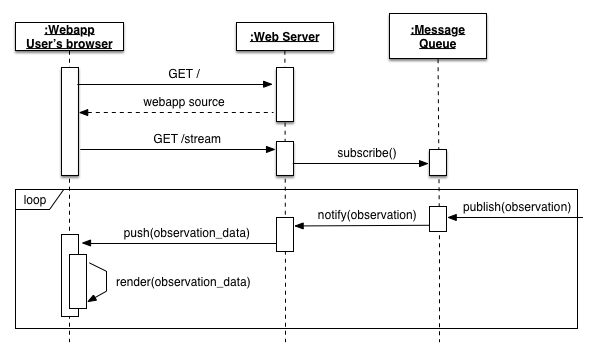 :Webapp
User's browser
:Web Server
:Message
Queue
GET /
webapp source
GET /stream
subscribe()
loop
publish(observation)
notify(observation)
push(observation_data)
render(observation_data)